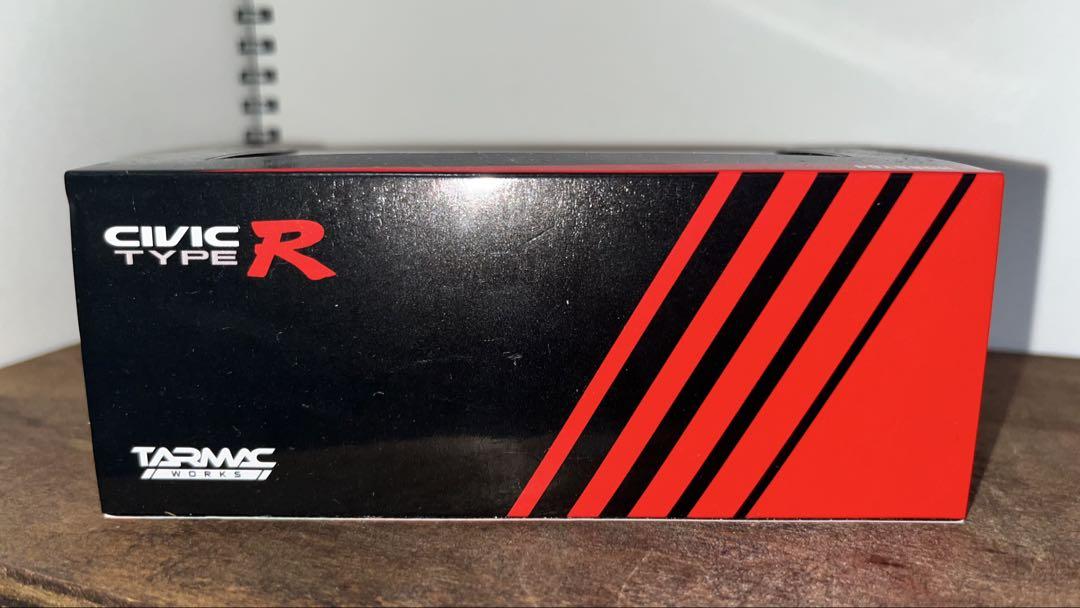 CIVIC
TYPE R
TARMAC
WORKS